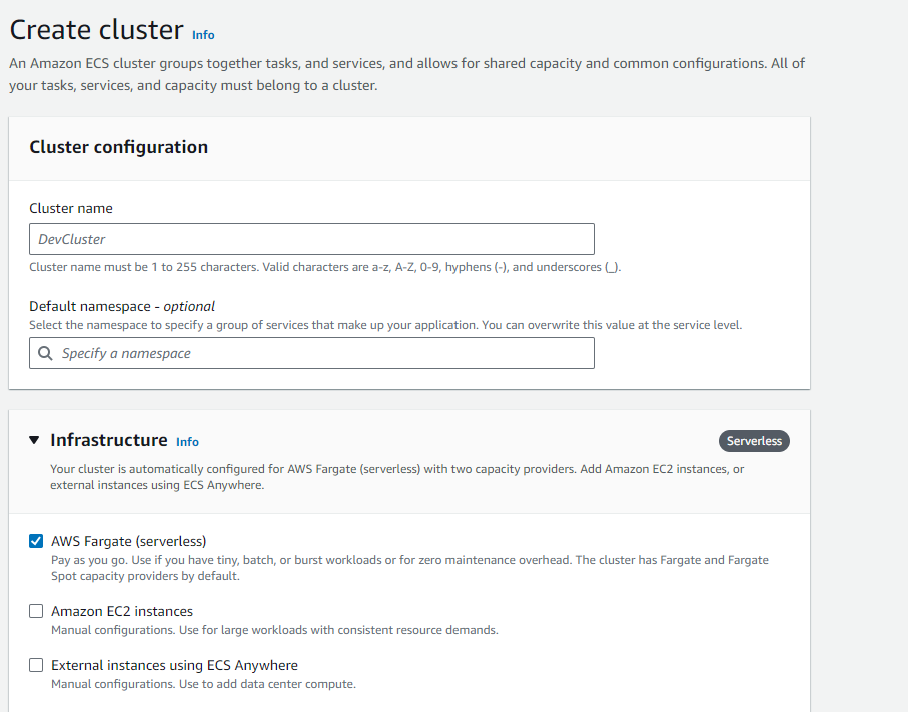 Create cluster Info
An Amazon ECS cluster groups together tasks, and services, and allows for shared capacity and common configurations. All of
your tasks, services, and capacity must belong to a cluster.
Cluster configuration
Cluster name
DevCluster
Cluster name must be 1 to 255 characters. Valid characters are a-z, A-Z, 0-9, hyphens (-), and underscores (_).
Default namespace - optional
Select the namespace to specify a group of services that make up your application. You can overwrite this value at the service level.
Specify a namespace
Infrastructure Info
Serverless
Your cluster is automatically configured for AWS Fargate (serverless) with two capacity providers. Add Amazon EC2 instances, or
external instances using ECS Anywhere.
AWS Fargate (serverless)
Pay as you go. Use if you have tiny, batch, or burst workloads or for zero maintenance overhead. The cluster has Fargate and Fargate
Spot capacity providers by default.
Amazon EC2 instances
Manual configurations. Use for large workloads with consistent resource demands.
External instances using ECS Anywhere
Manual configurations. Use to add data center compute.